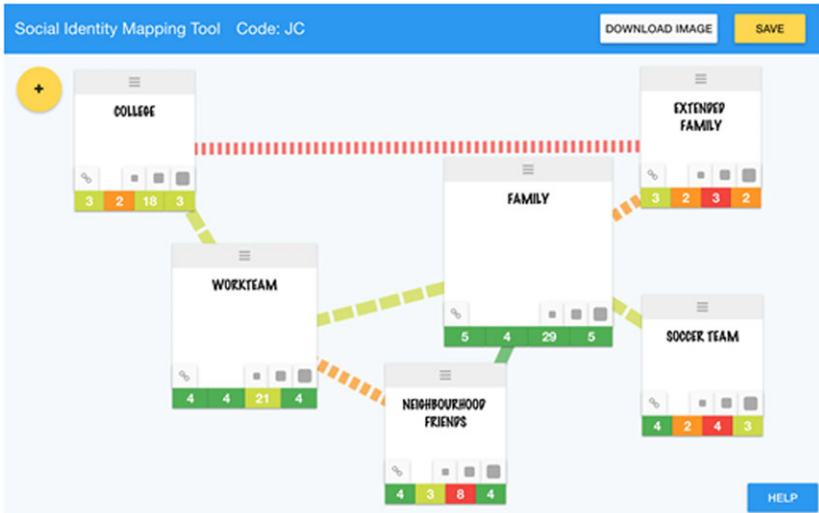 Social Identity Mapping Tool Code: JC
DOWNLOAD IMAGE
SAVE
+
COLLEGE
3 2 18 3
EXTENDED
FAMILY
3 2 3 2
FAMILY
5 4 29 5
WORKTEAM
4 4 21 4
SOCCER TEAM
4 2 4 3
NEIGHBOURHOOD
FRIENDS
4 3 8 4
HELP